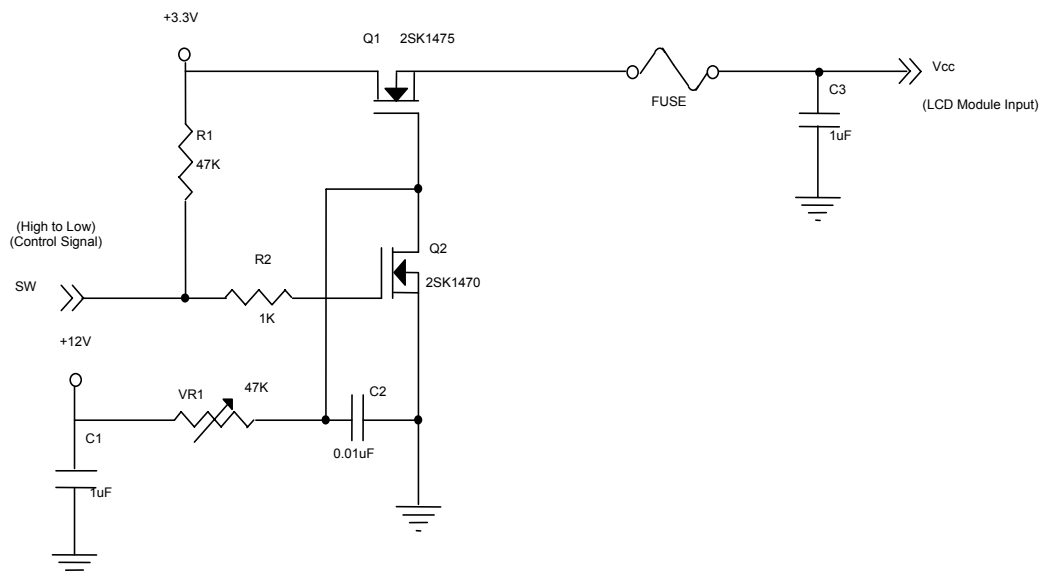 +3.3V
Q1 2SK1475
Vcc
FUSE
C3
(LCD Module Input)
1uF
R1
47K
(High to Low)
(Control Signal)
SW
R2
1K
Q2
2SK1470
+12V
VR1
47K
C2
0.01uF
C1
1uF